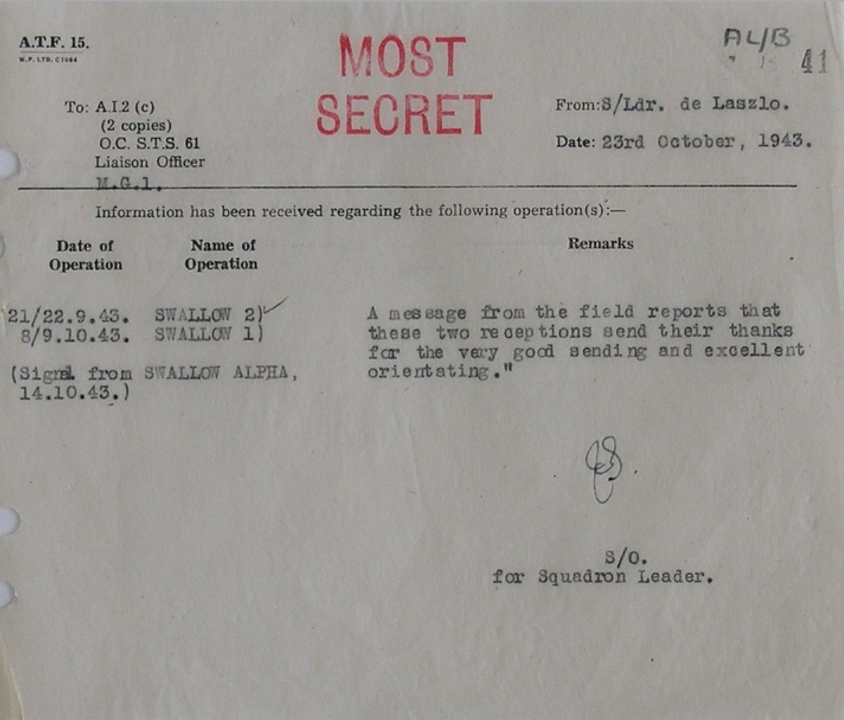 A.T.F. 15.
W.P. LTD. C1064
MOST
SECRET
AL/B
41
To: A.I.2 (c)
(2 copies)
O.C. S.T.S. 61
Liaison Officer
M.G.1.
From: S/Ldr. de Laszlo.
Date: 23rd October, 1943.
Information has been received regarding the following operation(s):—
Date of Operation Name of Operation Remarks
21/22.9.43. SWALLOW 2)
8/9.10.43. SWALLOW 1)
(Signal from SWALLOW ALPHA,
14.10.43.)
A message from the field reports that
these two receptions send their thanks
for the very good sending and excellent
orientating."
S/O.
for Squadron Leader.